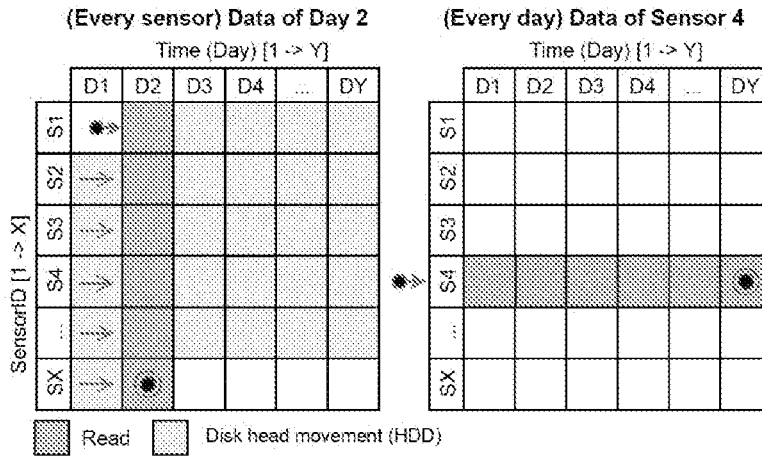 (Every sensor) Data of Day 2
Time (Day) [1 -> Y]
D1 D2 D3 D4 ... DY
SensorID [1 -> X]
S1
S2
S3
S4
...
SX
(Every day) Data of Sensor 4
Time (Day) [1 -> Y]
D1 D2 D3 D4 ... DY
S1
S2
S3
S4
...
SX
Read
Disk head movement (HDD)